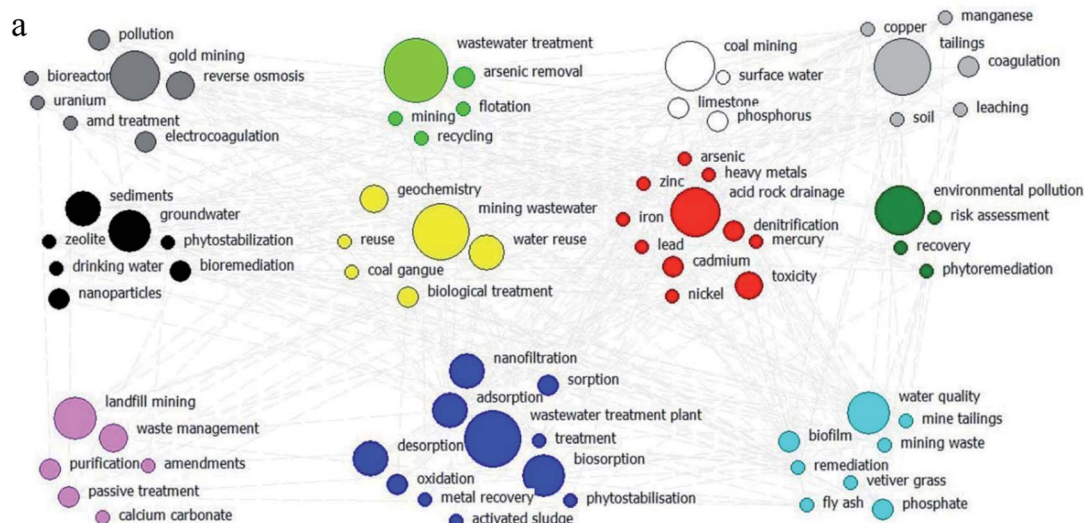 a
pollution
gold mining
bioreactor
reverse osmosis
uranium
amd treatment
electrocoagulation
wastewater treatment
arsenic removal
flotation
mining
recycling
coal mining
surface water
limestone
phosphorus
manganese
copper
tailings
coagulation
leaching
soil
sediments
groundwater
zeolite
phytostabilization
drinking water
bioremediation
nanoparticles
geochemistry
mining wastewater
reuse
water reuse
coal gangue
biological treatment
arsenic
heavy metals
zinc
acid rock drainage
iron
denitrification
lead
mercury
cadmium
toxicity
nickel
environmental pollution
risk assessment
recovery
phytoremediation
landfill mining
waste management
purification
amendments
passive treatment
calcium carbonate
nanofiltration
sorption
adsorption
wastewater treatment plant
desorption
treatment
biosorption
oxidation
metal recovery
phytostabilisation
activated sludge
water quality
mine tailings
biofilm
mining waste
remediation
vetiver grass
fly ash
phosphate